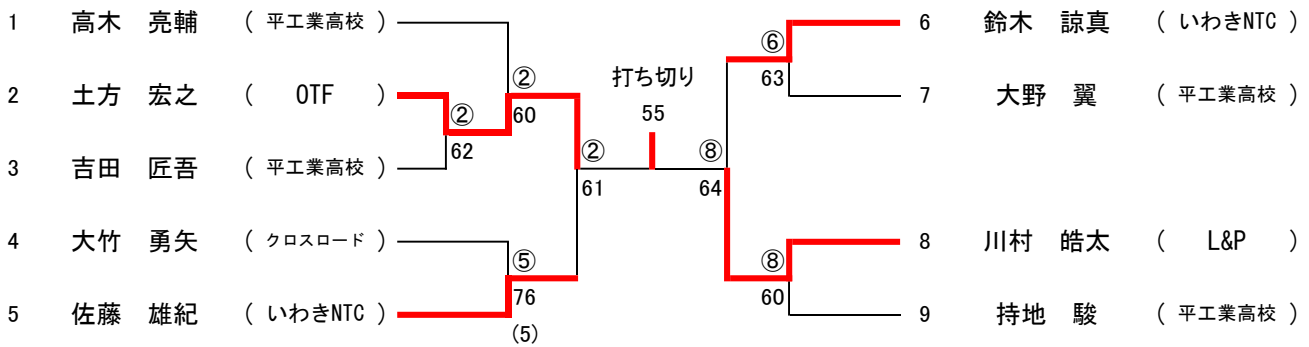 1 高木 亮輔 ( 平工業高校 )
2 土方 宏之 ( OTF )
3 吉田 匠吾 ( 平工業高校 )
4 大竹 勇矢 ( クロスロード )
5 佐藤 雄紀 ( いわきNTC )
②
62
②
60
⑤
76
(5)
②
61
打ち切り
55
⑧
64
⑥
63
⑧
60
6 鈴木 諒真 ( いわきNTC )
7 大野 翼 ( 平工業高校 )
8 川村 皓太 ( L&P )
9 持地 駿 ( 平工業高校 )